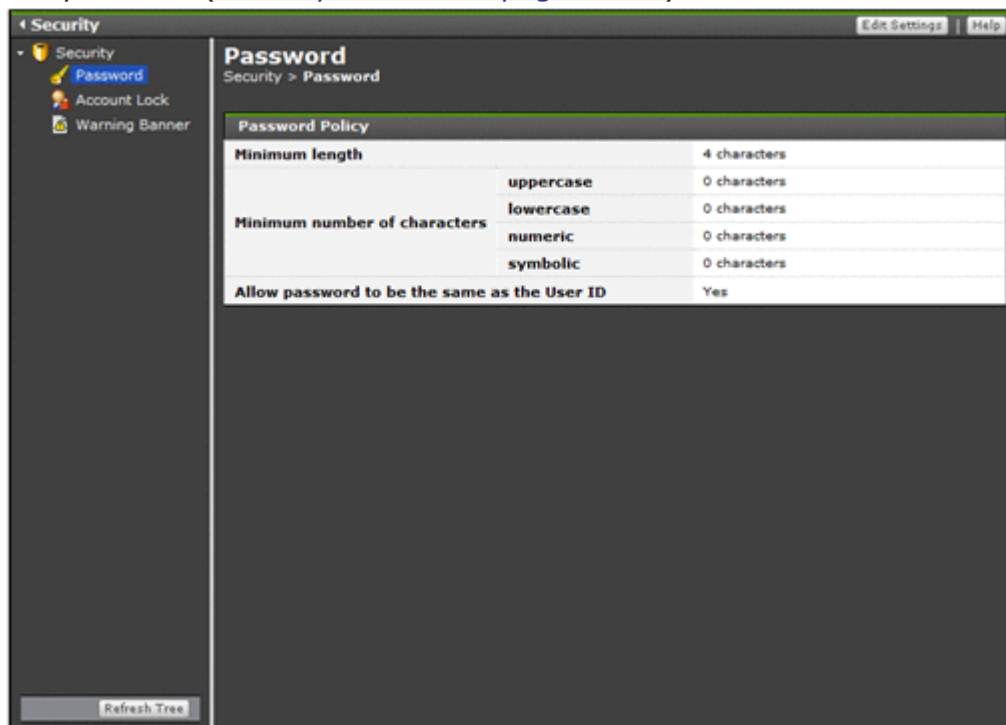 Security
Edit Settings | Help
Security
Password
Account Lock
Warning Banner
Password
Security > Password
Password Policy
Minimum length 4 characters
Minimum number of characters
uppercase 0 characters
lowercase 0 characters
numeric 0 characters
symbolic 0 characters
Allow password to be the same as the User ID Yes
Refresh Tree